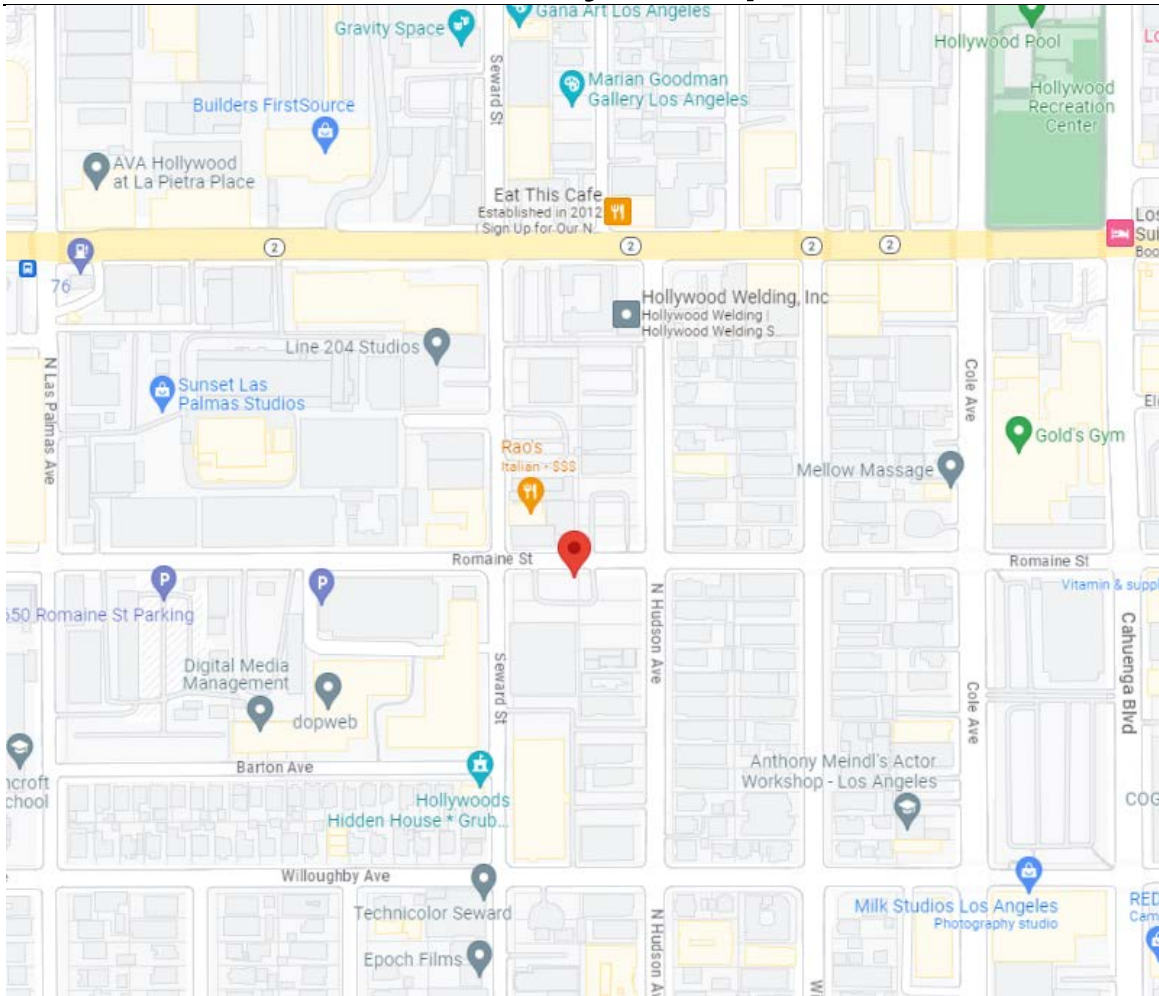 Gana Art Los Angeles
Gravity Space
Hollywood Pool
Seward St
Marian Goodman
Gallery Los Angeles
Hollywood
Recreation
Center
Builders FirstSource
AVA Hollywood
at La Pietra Place
Eat This Cafe
Established in 2012
| Sign Up for Our N...
2
2
2
2
76
Hollywood Welding, Inc
Hollywood Welding |
Hollywood Welding S...
Line 204 Studios
N Las Palmas Ave
Sunset Las
Palmas Studios
Cole Ave
Rao's
Italian • $$$
Gold's Gym
Mellow Massage
Romaine St
Romaine St
P
P
550 Romaine St Parking
N Hudson Ave
Vitamin & suppl
Cahuenga Blvd
Digital Media
Management
dopweb
Seward St
Cole Ave
Barton Ave
Anthony Meindl's Actor
Workshop - Los Angeles
ncroft
chool
Hollywoods
Hidden House * Grub...
COG
Willoughby Ave
Technicolor Seward
Milk Studios Los Angeles
Photography studio
RED
Cam
Epoch Films
N Hudson Av